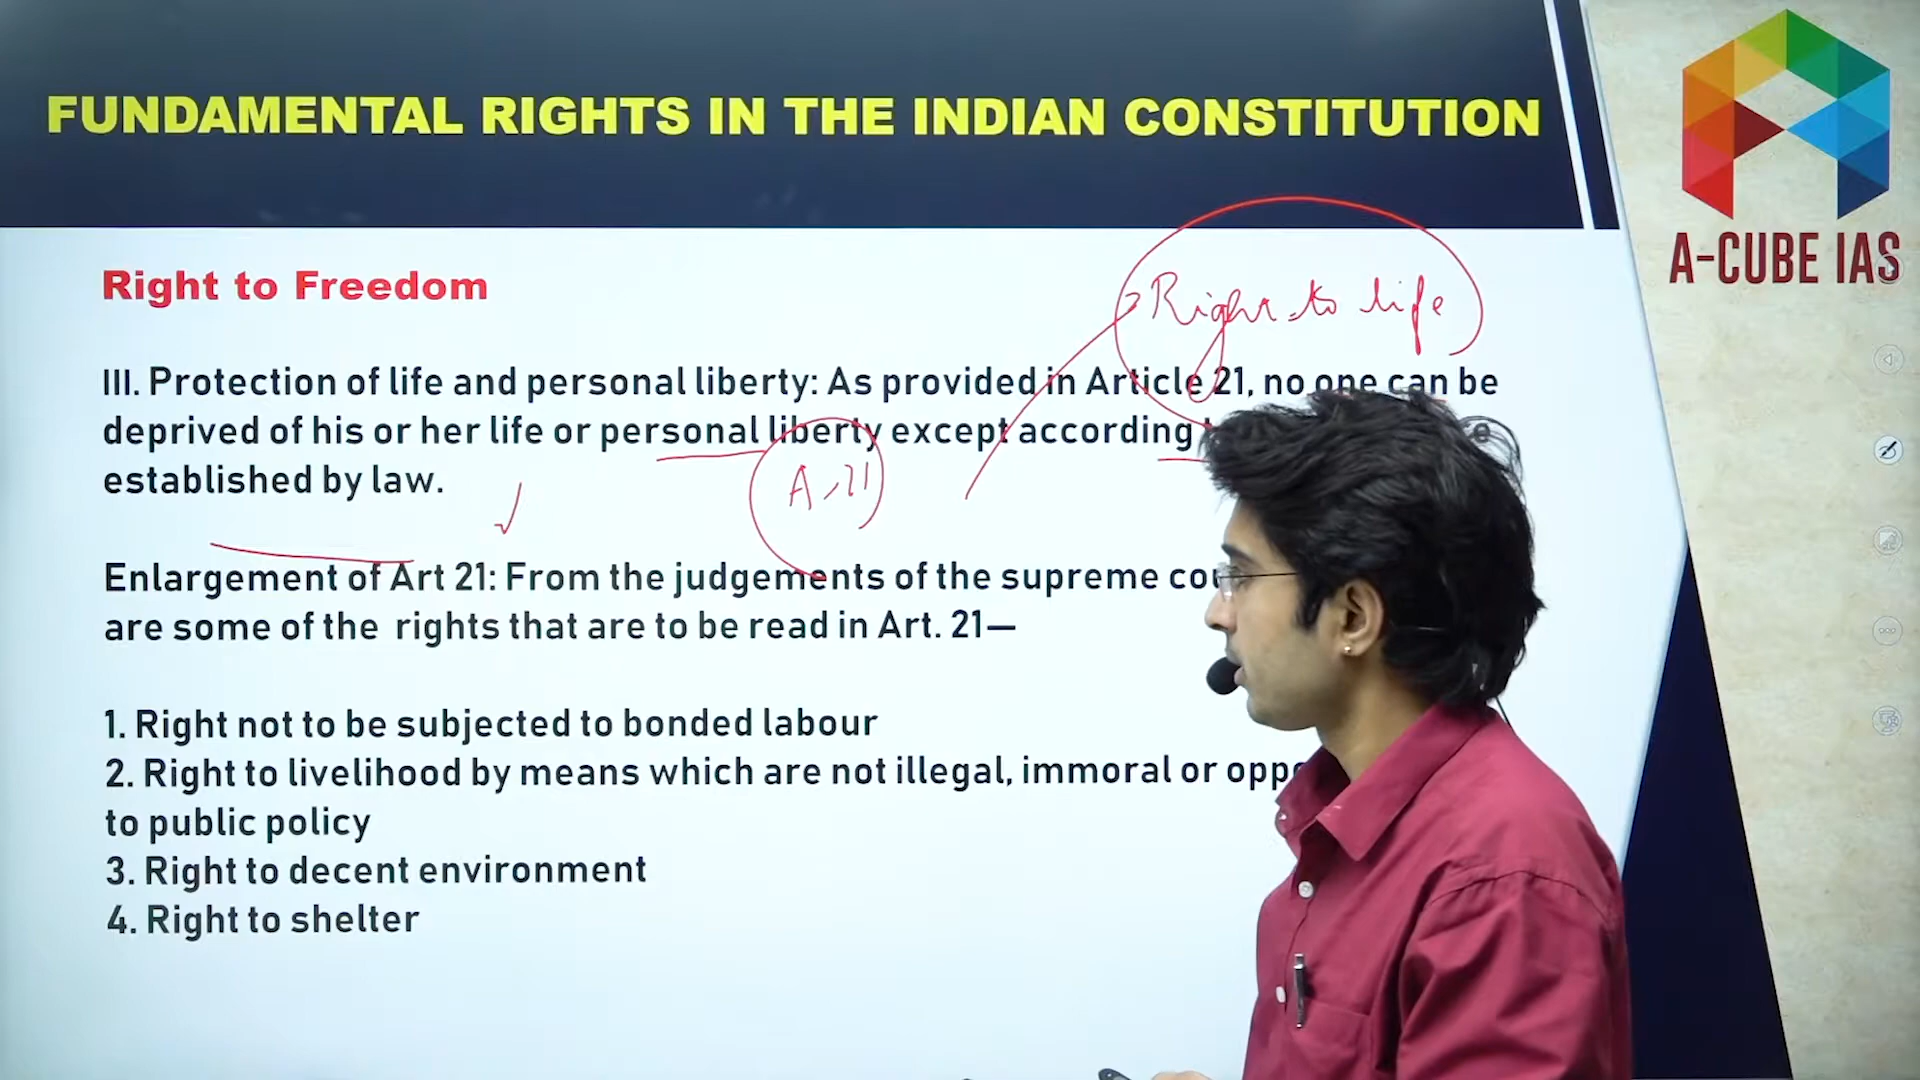 FUNDAMENTAL RIGHTS IN THE INDIAN CONSTITUTION
A-CUBE IAS
Right to Freedom
Right to life
III. Protection of life and personal liberty: As provided in Article 21, no one can be
deprived of his or her life or personal liberty except according
established by law.
A-21
Enlargement of Art 21: From the judgements of the supreme
are some of the rights that are to be read in Art. 21—
1. Right not to be subjected to bonded labour
2. Right to livelihood by means which are not illegal, immoral or
to public policy
3. Right to decent environment
4. Right to shelter